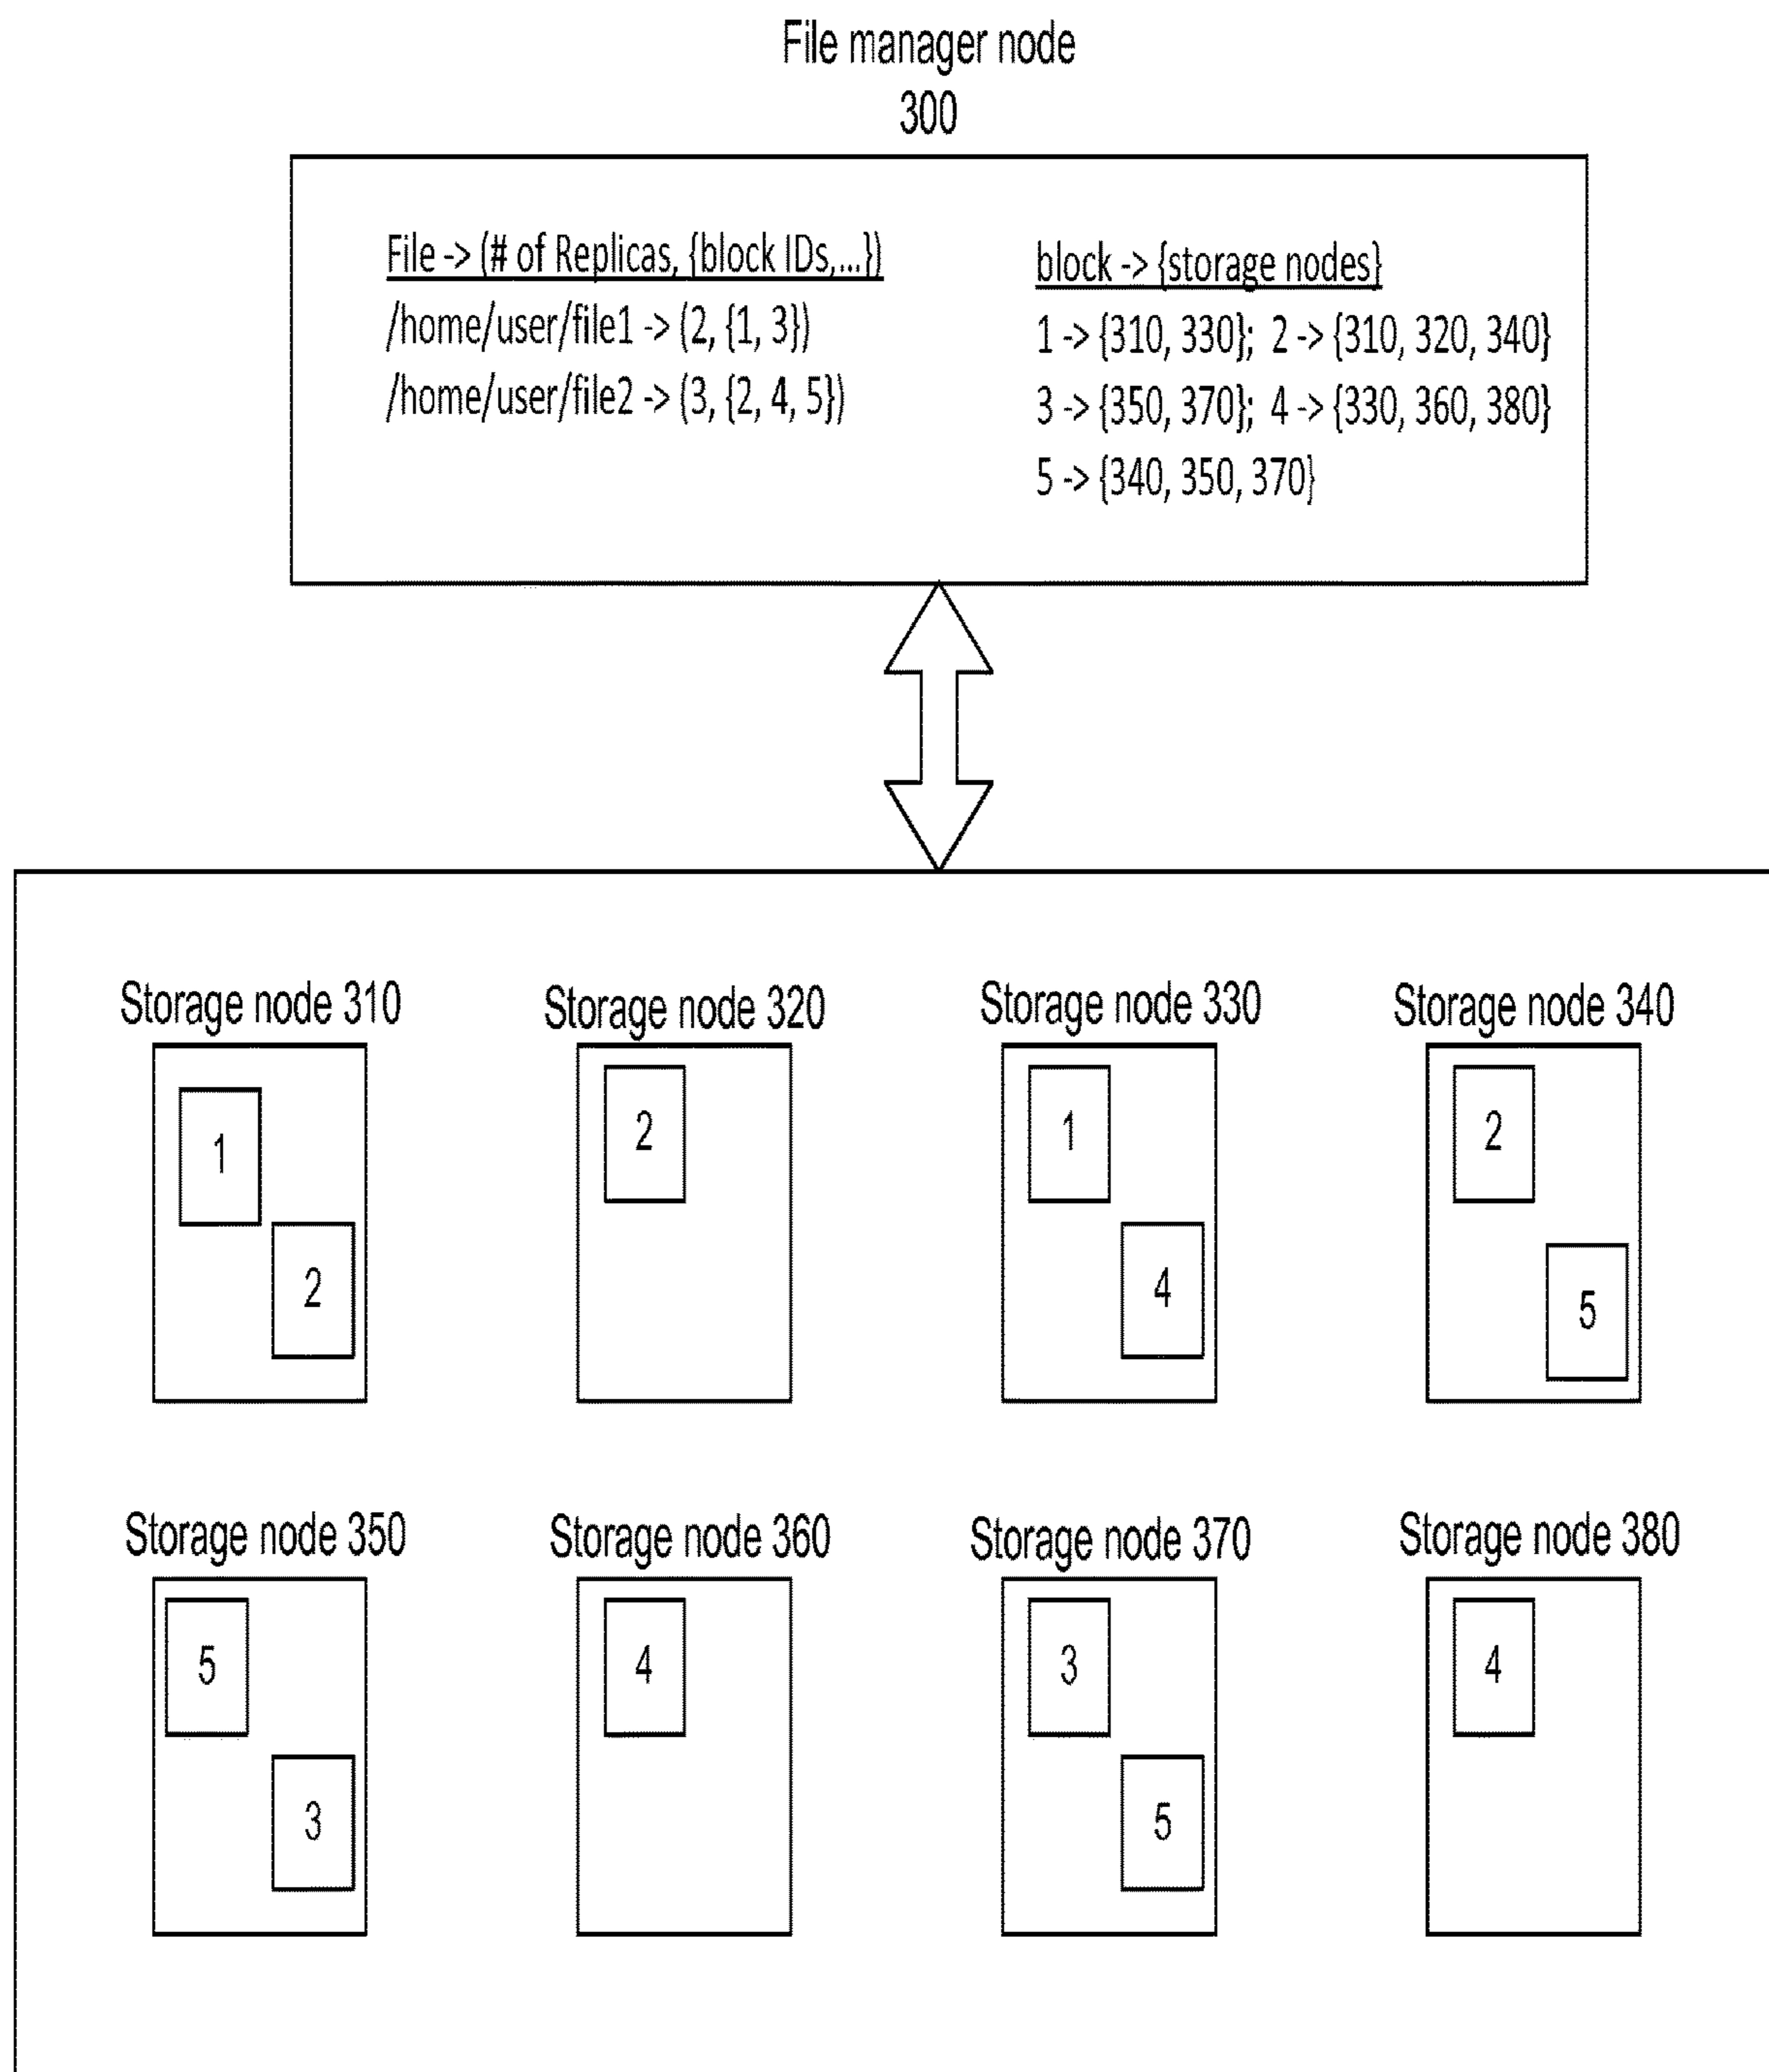 File manager node
300
File -> (# of Replicas, {block IDs,...})
/home/user/file1 -> (2, {1, 3})
/home/user/file2 -> (3, {2, 4, 5})
block -> {storage nodes}
1 -> {310, 330}; 2 -> {310, 320, 340}
3 -> {350, 370}; 4 -> {330, 360, 380}
5 -> {340, 350, 370}
Storage node 310
1
2
Storage node 320
2
Storage node 330
1
4
Storage node 340
2
5
Storage node 350
5
3
Storage node 360
4
Storage node 370
3
5
Storage node 380
4